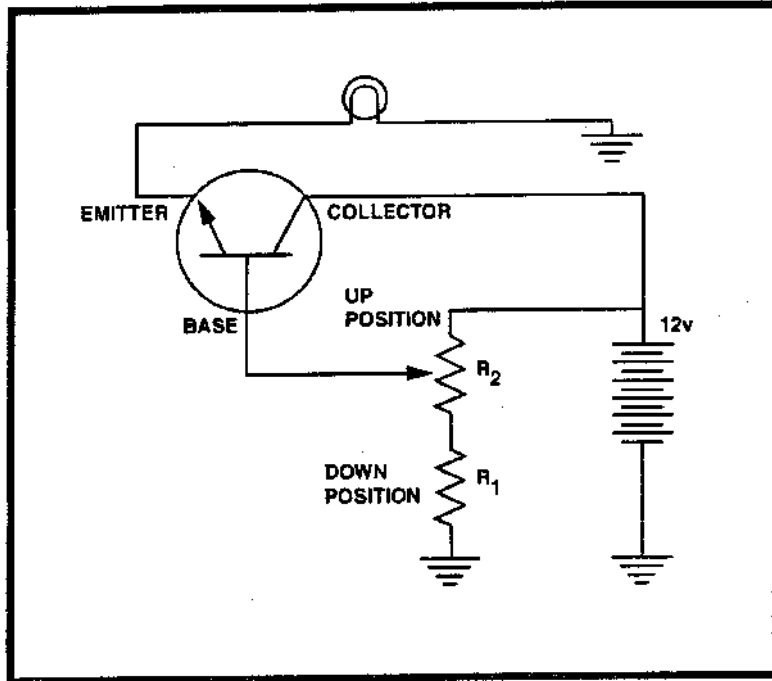 EMITTER
COLLECTOR
BASE
UP
POSITION
12v
R2
DOWN
POSITION
R1